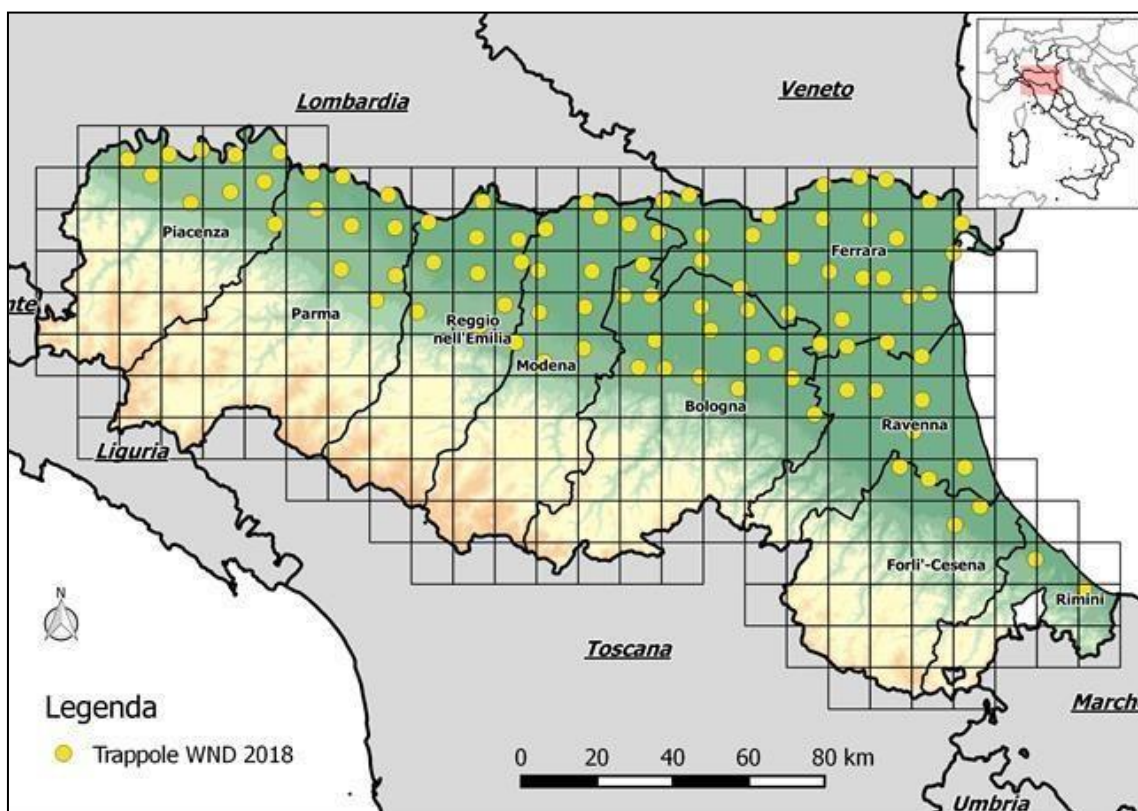 Lombardia
Veneto
Piacenza
Ferrara
Parma
Reggio
nell'Emilia
Modena
Bologna
Ravenna
Liguria
Forli'-Cesena
Rimini
N
Toscana
Legenda
Trappole WND 2018
0 20 40 60 80 km
March
Umbria